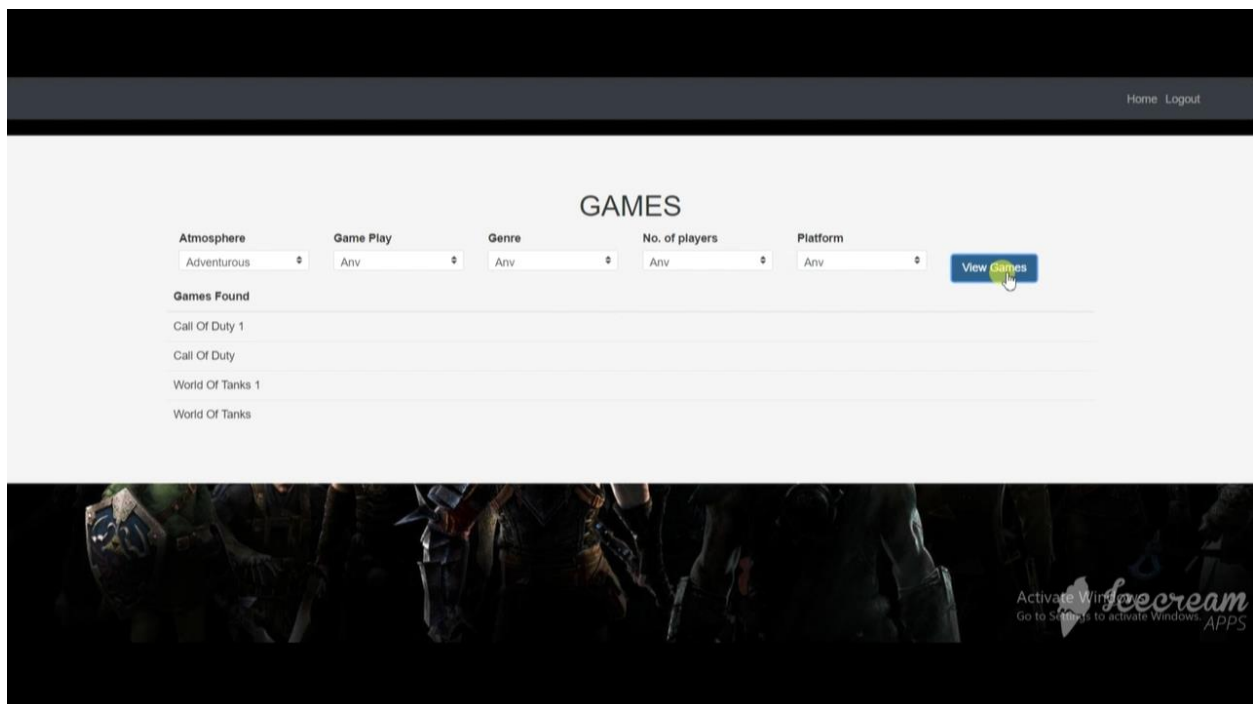 Home Logout
GAMES
Atmosphere Game Play Genre No. of players Platform
Adventurous Any Any Any Any View Games
Games Found
Call Of Duty 1
Call Of Duty
World Of Tanks 1
World Of Tanks
Activate Windows
Go to Settings to activate Windows.
Icecream
APPS